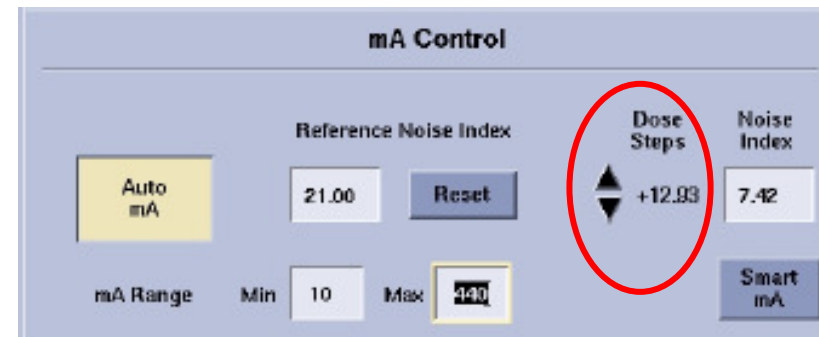 mA Control
Reference Noise Index
Dose
Steps
Noise
Index
Auto
mA
21.00
Reset
+12.93
7.42
mA Range
Min
10
Max
440
Smart
mA